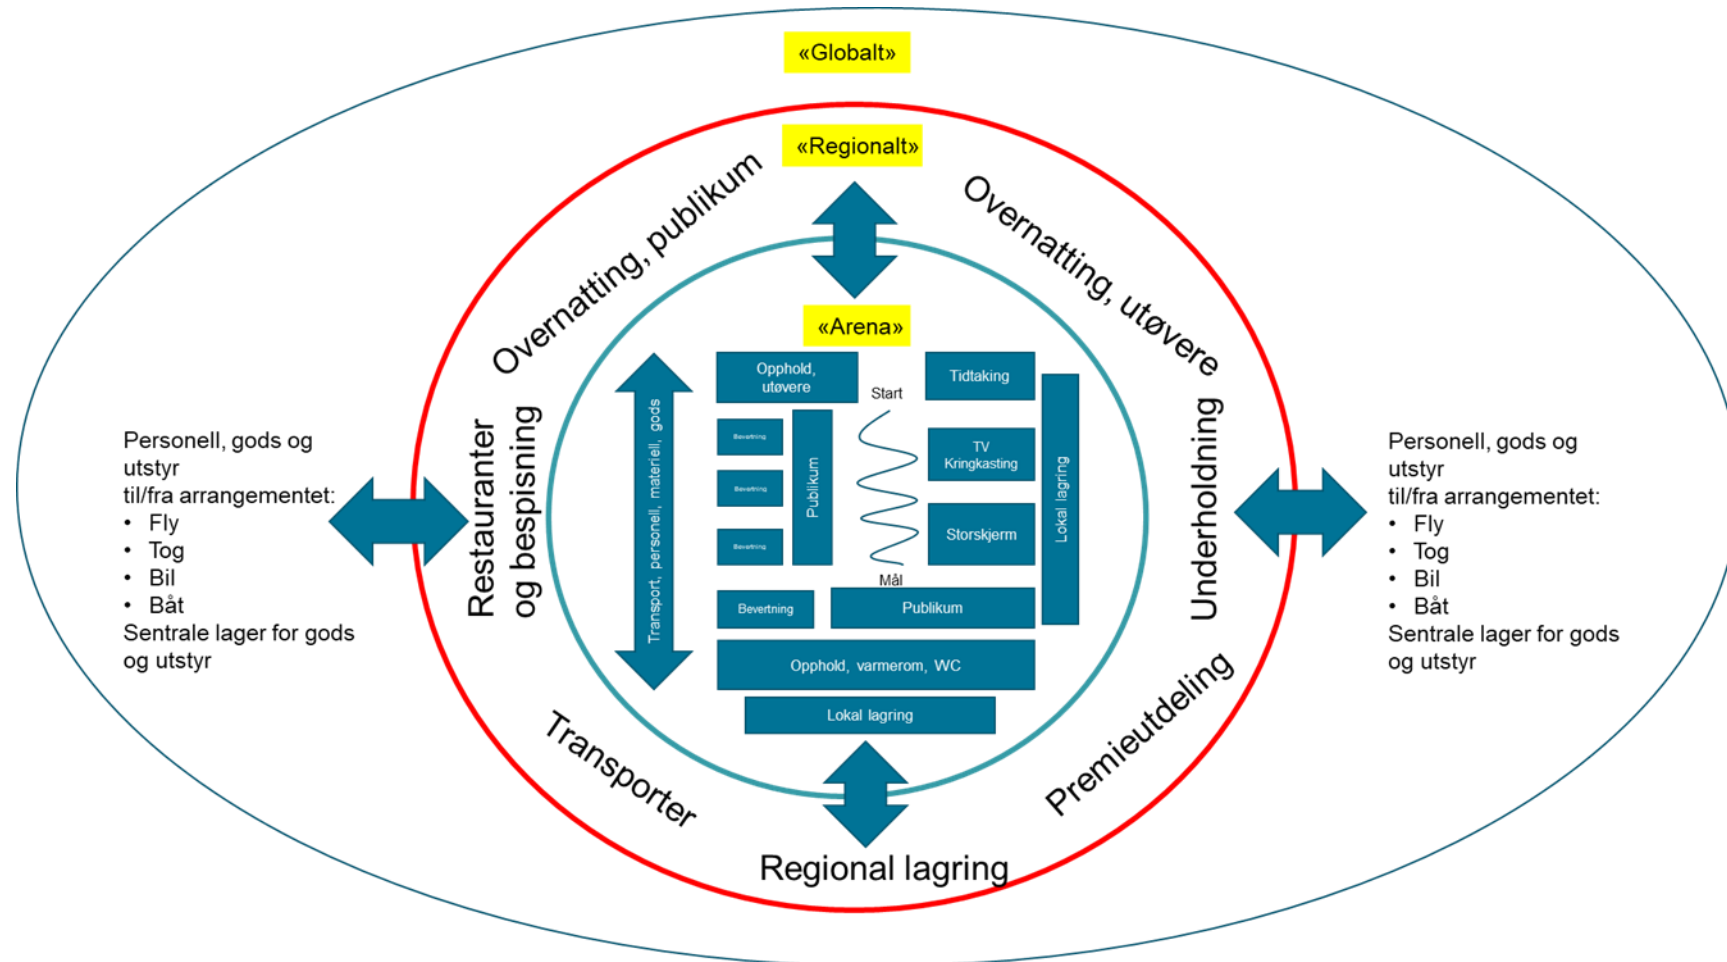 «Globalt»
«Regionalt»
Overnatting, publikum
Overnatting, utøvere
«Arena»
Opphold,
utøvere
Tidtaking
Start
Transport, personell, materiell, gods
Bevertning
Bevertning
Bevertning
Publikum
TV
Kringkasting
Storskjerm
Lokal lagring
Mål
Bevertning
Publikum
Opphold, varmerom, WC
Lokal lagring
Restauranter
og bespisning
Underholdning
Personell, gods og
utstyr
til/fra arrangementet:
• Fly
• Tog
• Bil
• Båt
Sentrale lager for gods
og utstyr
Personell, gods og
utstyr
til/fra arrangementet:
• Fly
• Tog
• Bil
• Båt
Sentrale lager for gods
og utstyr
Transporter
Premieutdeling
Regional lagring